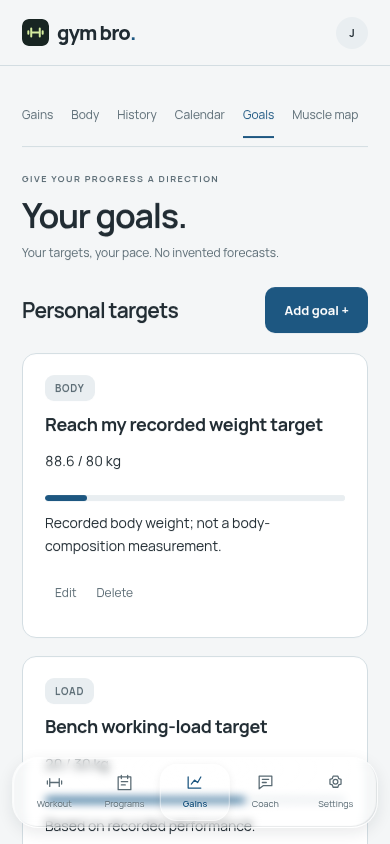 gym bro.
J
Gains Body History Calendar Goals Muscle map
GIVE YOUR PROGRESS A DIRECTION
Your goals.
Your targets, your pace. No invented forecasts.
Personal targets
Add goal +
BODY
Reach my recorded weight target
88.6 / 80 kg
Recorded body weight; not a body-
composition measurement.
Edit Delete
LOAD
Bench working-load target
Workout Programs Gains Coach Settings
Based on recorded performance.